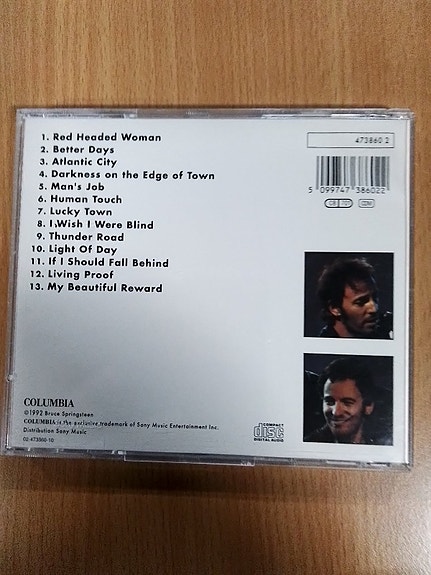 1. Red Headed Woman
2. Better Days
3. Atlantic City
4. Darkness on the Edge of Town
5. Man's Job
6. Human Touch
7. Lucky Town
8. I Wish I Were Blind
9. Thunder Road
10. Light Of Day
11. If I Should Fall Behind
12. Living Proof
13. My Beautiful Reward
473860 2
5 099747 386022
COLUMBIA
©1992 Bruce Springsteen
COLUMBIA is the exclusive trademark of Sony Music Entertainment Inc.
Distribution Sony Music
02-473860-10
COMPACT
disc
DIGITAL AUDIO